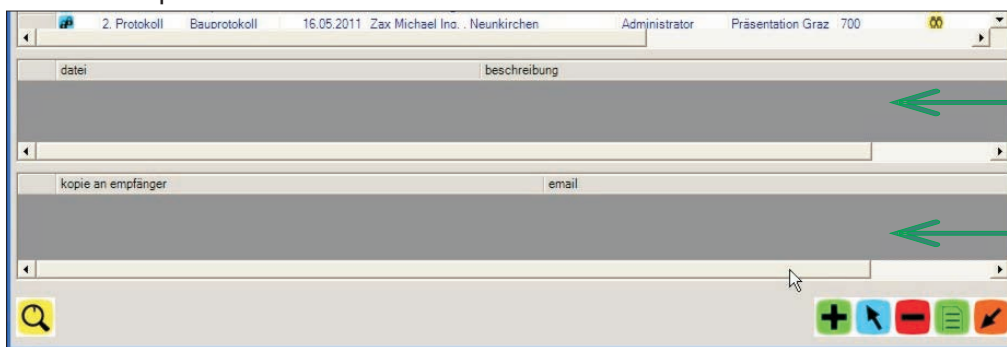 2. Protokoll Bauprotokoll 16.05.2011 Zax Michael Ing. . Neunkirchen Administrator Präsentation Graz 700
datei beschreibung
kopie an empfänger email